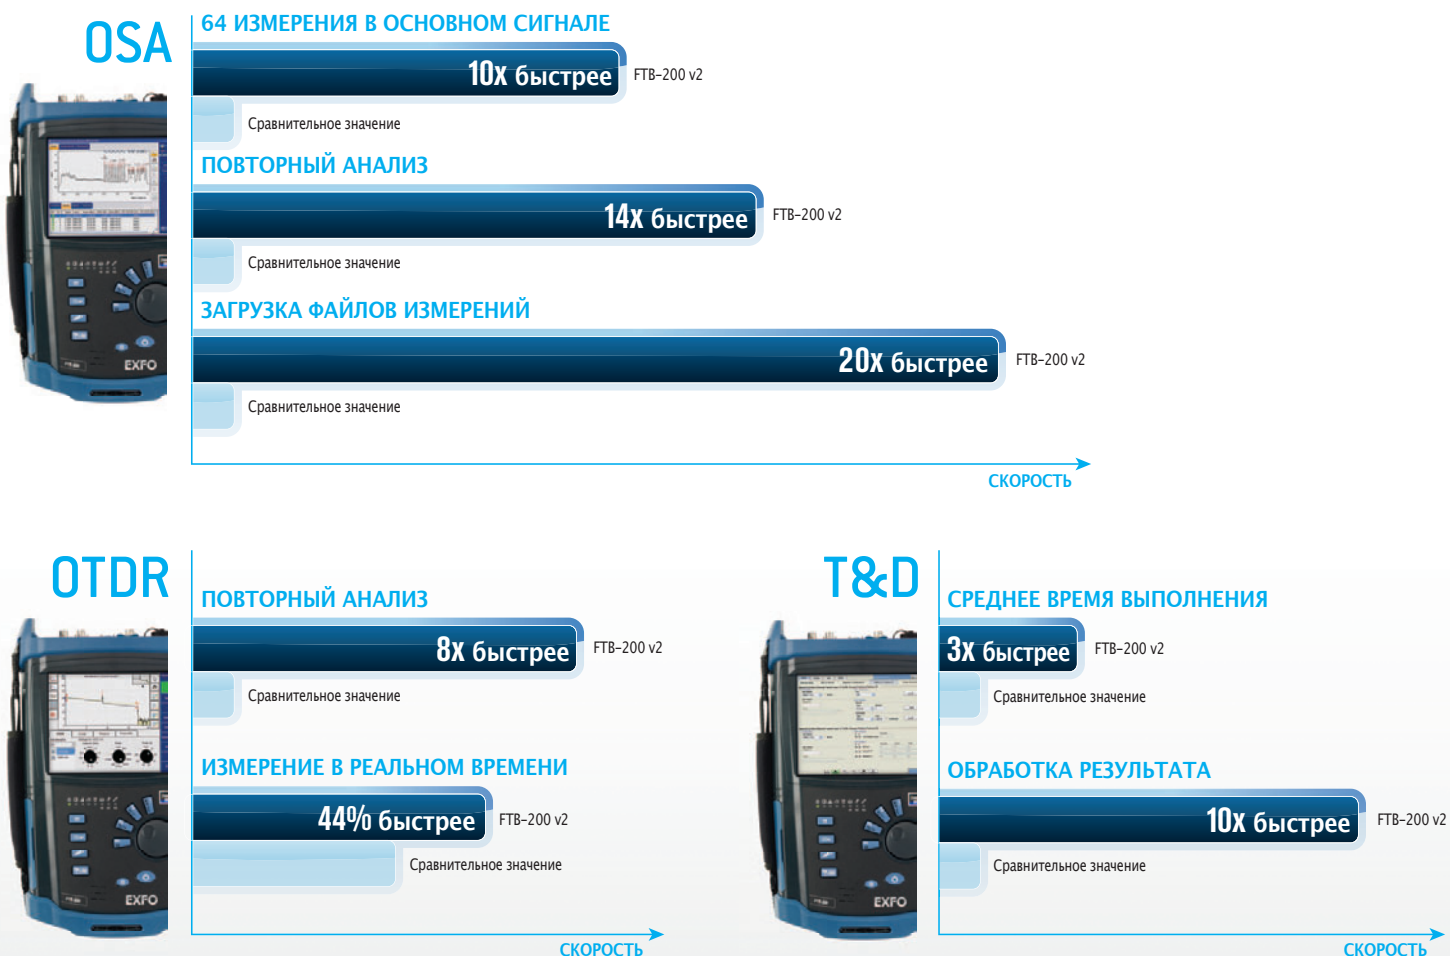 OSA
64 ИЗМЕРЕНИЯ В ОСНОВНОМ СИГНАЛЕ
10x быстрее
FTB-200 v2
Сравнительное значение
ПОВТОРНЫЙ АНАЛИЗ
14x быстрее
FTB-200 v2
Сравнительное значение
ЗАГРУЗКА ФАЙЛОВ ИЗМЕРЕНИЙ
20x быстрее
FTB-200 v2
Сравнительное значение
EXFO
СКОРОСТЬ
OTDR
ПОВТОРНЫЙ АНАЛИЗ
8x быстрее
FTB-200 v2
Сравнительное значение
ИЗМЕРЕНИЕ В РЕАЛЬНОМ ВРЕМЕНИ
44% быстрее
FTB-200 v2
Сравнительное значение
EXFO
СКОРОСТЬ
T&D
СРЕДНЕЕ ВРЕМЯ ВЫПОЛНЕНИЯ
3x быстрее
FTB-200 v2
Сравнительное значение
ОБРАБОТКА РЕЗУЛЬТАТА
10x быстрее
FTB-200 v2
Сравнительное значение
EXFO
СКОРОСТЬ